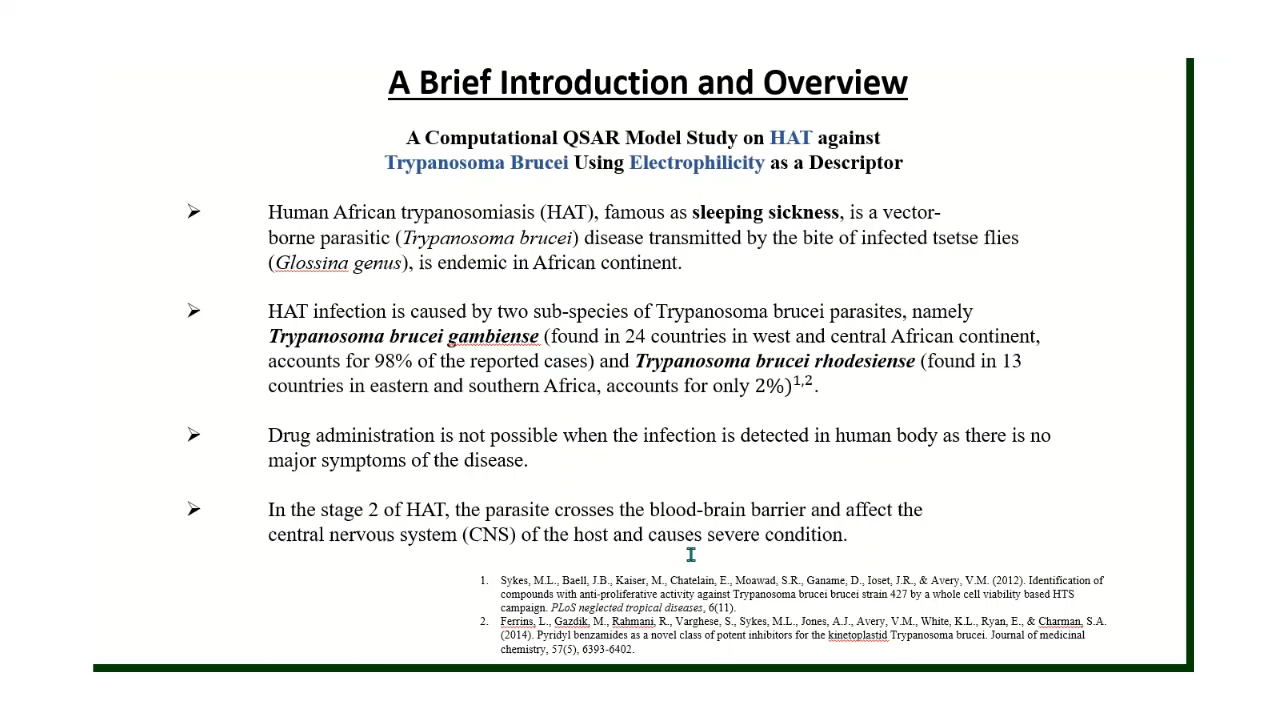 A Brief Introduction and Overview
A Computational QSAR Model Study on HAT against
Trypanosoma Brucei Using Electrophilicity as a Descriptor
➢ Human African trypanosomiasis (HAT), famous as sleeping sickness, is a vector-
borne parasitic (Trypanosoma brucei) disease transmitted by the bite of infected tsetse flies
(Glossina genus), is endemic in African continent.
➢ HAT infection is caused by two sub-species of Trypanosoma brucei parasites, namely
Trypanosoma brucei gambiense (found in 24 countries in west and central African continent,
accounts for 98% of the reported cases) and Trypanosoma brucei rhodesiense (found in 13
countries in eastern and southern Africa, accounts for only 2%)1,2.
➢ Drug administration is not possible when the infection is detected in human body as there is no
major symptoms of the disease.
➢ In the stage 2 of HAT, the parasite crosses the blood-brain barrier and affect the
central nervous system (CNS) of the host and causes severe condition.
1. Sykes, M.L., Baell, J.B., Kaiser, M., Chatelain, E., Moawad, S.R., Ganame, D., Ioset, J.R., & Avery, V.M. (2012). Identification of
compounds with anti-proliferative activity against Trypanosoma brucei brucei strain 427 by a whole cell viability based HTS
campaign. PLoS neglected tropical diseases, 6(11).
2. Ferrins, L., Gazdik, M., Rahmani, R., Varghese, S., Sykes, M.L., Jones, A.J., Avery, V.M., White, K.L., Ryan, E., & Charman, S.A.
(2014). Pyridyl benzamides as a novel class of potent inhibitors for the kinetoplastid Trypanosoma brucei. Journal of medicinal
chemistry, 57(5), 6393-6402.